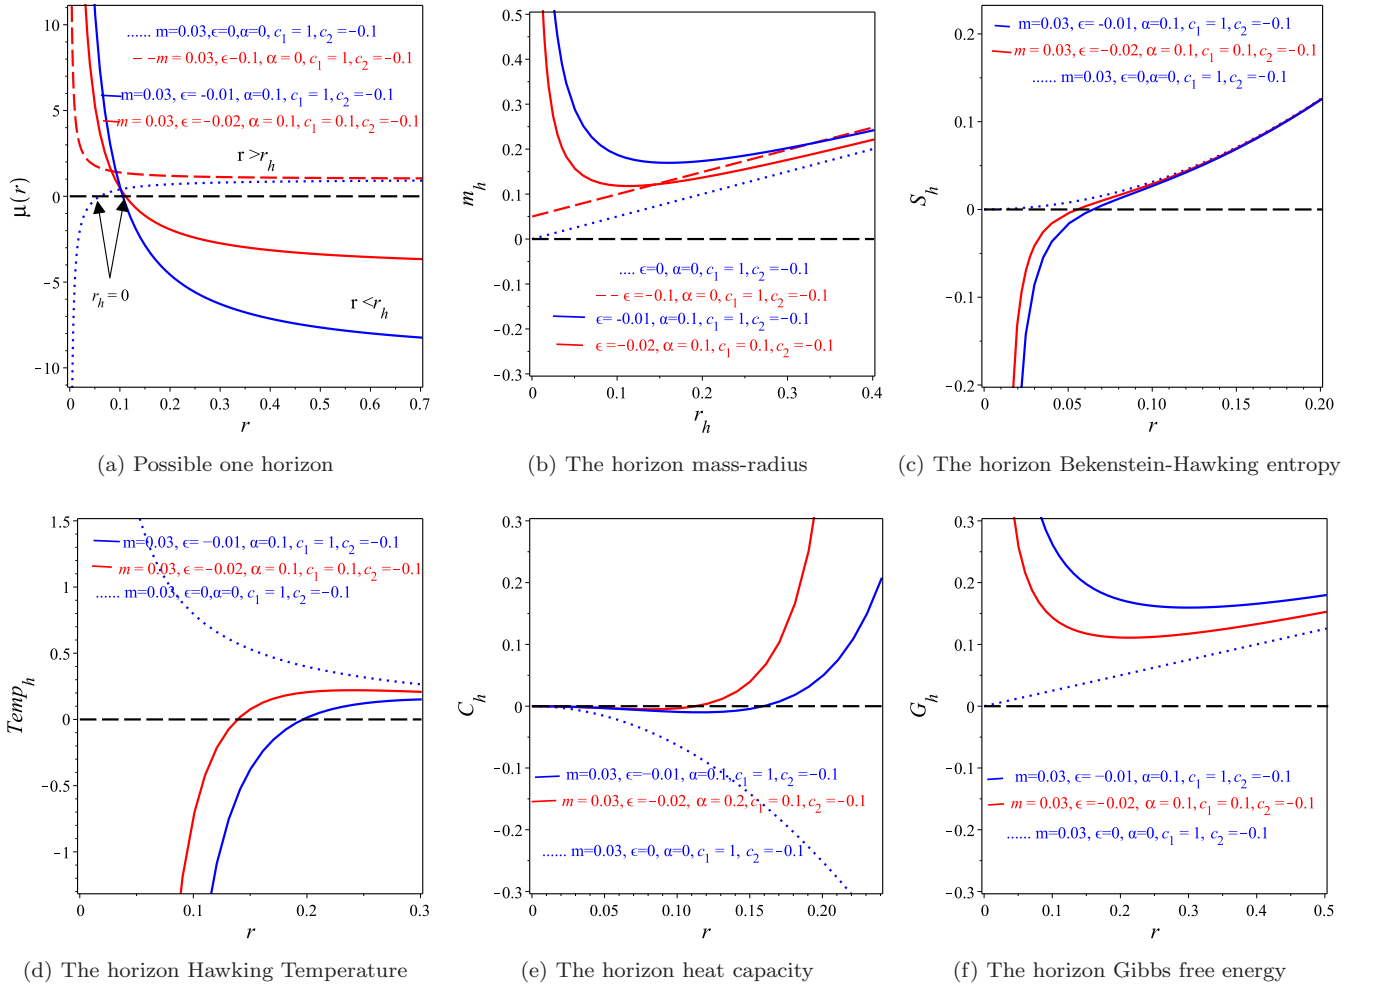 ...... m=0.03,ϵ=0,α=0, c₁ = 1, c₂ = −0.1
− −m = 0.03, ϵ−0.1, α = 0, c₁ = 1, c₂ = −0.1
m=0.03, ϵ= -0.01, α=0.1, c₁ = 1, c₂ = −0.1
m = 0.03, ϵ = −0.02, α = 0.1, c₁ = 0.1, c₂ = −0.1
r > r_h
r_h = 0
r < r_h
μ(r)
10
5
0
−5
−10
0 0.1 0.2 0.3 0.4 0.5 0.6 0.7
r
(a) Possible one horizon
m_h
0.5
0.4
0.3
0.2
0.1
0
−0.1
−0.2
−0.3
.... ϵ=0, α=0, c₁ = 1, c₂ = −0.1
− − ϵ = −0.1, α = 0, c₁ = 1, c₂ = −0.1
ϵ= -0.01, α=0.1, c₁ = 1, c₂ = −0.1
ϵ = −0.02, α = 0.1, c₁ = 0.1, c₂ = −0.1
0 0.1 0.2 0.3 0.4
r_h
(b) The horizon mass-radius
m=0.03, ϵ= -0.01, α=0.1, c₁ = 1, c₂ = −0.1
m = 0.03, ϵ = −0.02, α = 0.1, c₁ = 0.1, c₂ = −0.1
...... m=0.03, ϵ=0,α=0, c₁ = 1, c₂ = −0.1
S_h
0.2
0.1
0
−0.1
−0.2
0 0.05 0.10 0.15 0.20
r
(c) The horizon Bekenstein-Hawking entropy
m=0.03, ϵ= −0.01, α=0.1, c₁ = 1, c₂ = −0.1
m = 0.03, ϵ = −0.02, α = 0.1, c₁ = 0.1, c₂ = −0.1
...... m=0.03, ϵ=0,α=0, c₁ = 1, c₂ = −0.1
Temp_h
1.5
1
0.5
0
−0.5
−1
0 0.1 0.2 0.3
r
(d) The horizon Hawking Temperature
C_h
0.3
0.2
0.1
0
−0.1
−0.2
−0.3
m=0.03, ϵ= −0.01, α=0.1, c₁ = 1, c₂ = −0.1
m = 0.03, ϵ = −0.02, α = 0.2, c₁ = 0.1, c₂ = −0.1
...... m=0.03, ϵ=0, α=0, c₁ = 1, c₂ = −0.1
0 0.05 0.10 0.15 0.20
r
(e) The horizon heat capacity
G_h
0.3
0.2
0.1
0
−0.1
−0.2
−0.3
m=0.03, ϵ= −0.01, α=0.1, c₁ = 1, c₂ = −0.1
m = 0.03, ϵ = −0.02, α = 0.1, c₁ = 0.1, c₂ = −0.1
...... m=0.03, ϵ=0, α=0, c₁ = 1, c₂ = −0.1
0 0.1 0.2 0.3 0.4 0.5
r
(f) The horizon Gibbs free energy